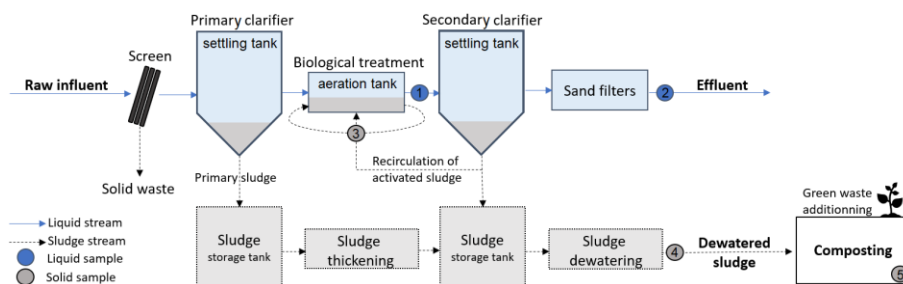 Primary clarifier
Secondary clarifier
settling tank
settling tank
Screen
Biological treatment
aeration tank
Raw influent
1
Sand filters
2
Effluent
3
Recirculation of
activated sludge
Primary sludge
Solid waste
Green waste
additionning
Liquid stream
Sludge stream
Liquid sample
Solid sample
Sludge
storage tank
Sludge
thickening
Sludge
storage tank
Sludge
dewatering
4
Dewatered
sludge
Composting
5